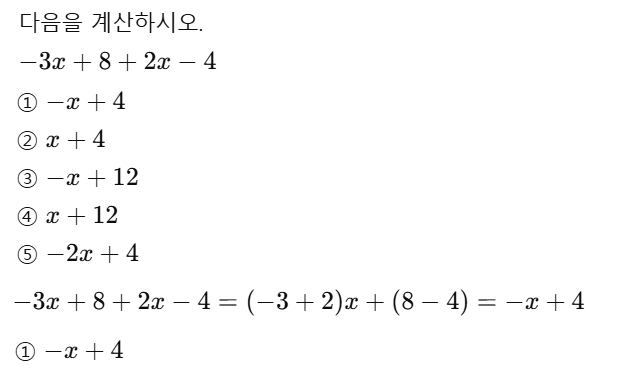 다음을 계산하시오.
−3x + 8 + 2x − 4
① −x + 4
② x + 4
③ −x + 12
④ x + 12
⑤ −2x + 4
−3x + 8 + 2x − 4 = (−3 + 2)x + (8 − 4) = −x + 4
① −x + 4